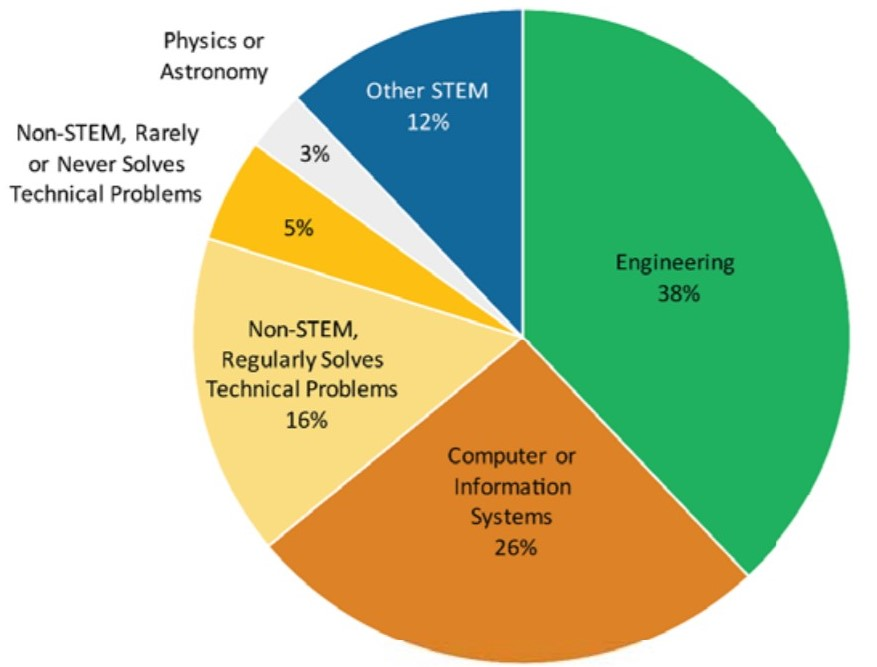 Physics or
Astronomy
3%
Other STEM
12%
Non-STEM, Rarely
or Never Solves
Technical Problems
5%
Engineering
38%
Non-STEM,
Regularly Solves
Technical Problems
16%
Computer or
Information
Systems
26%